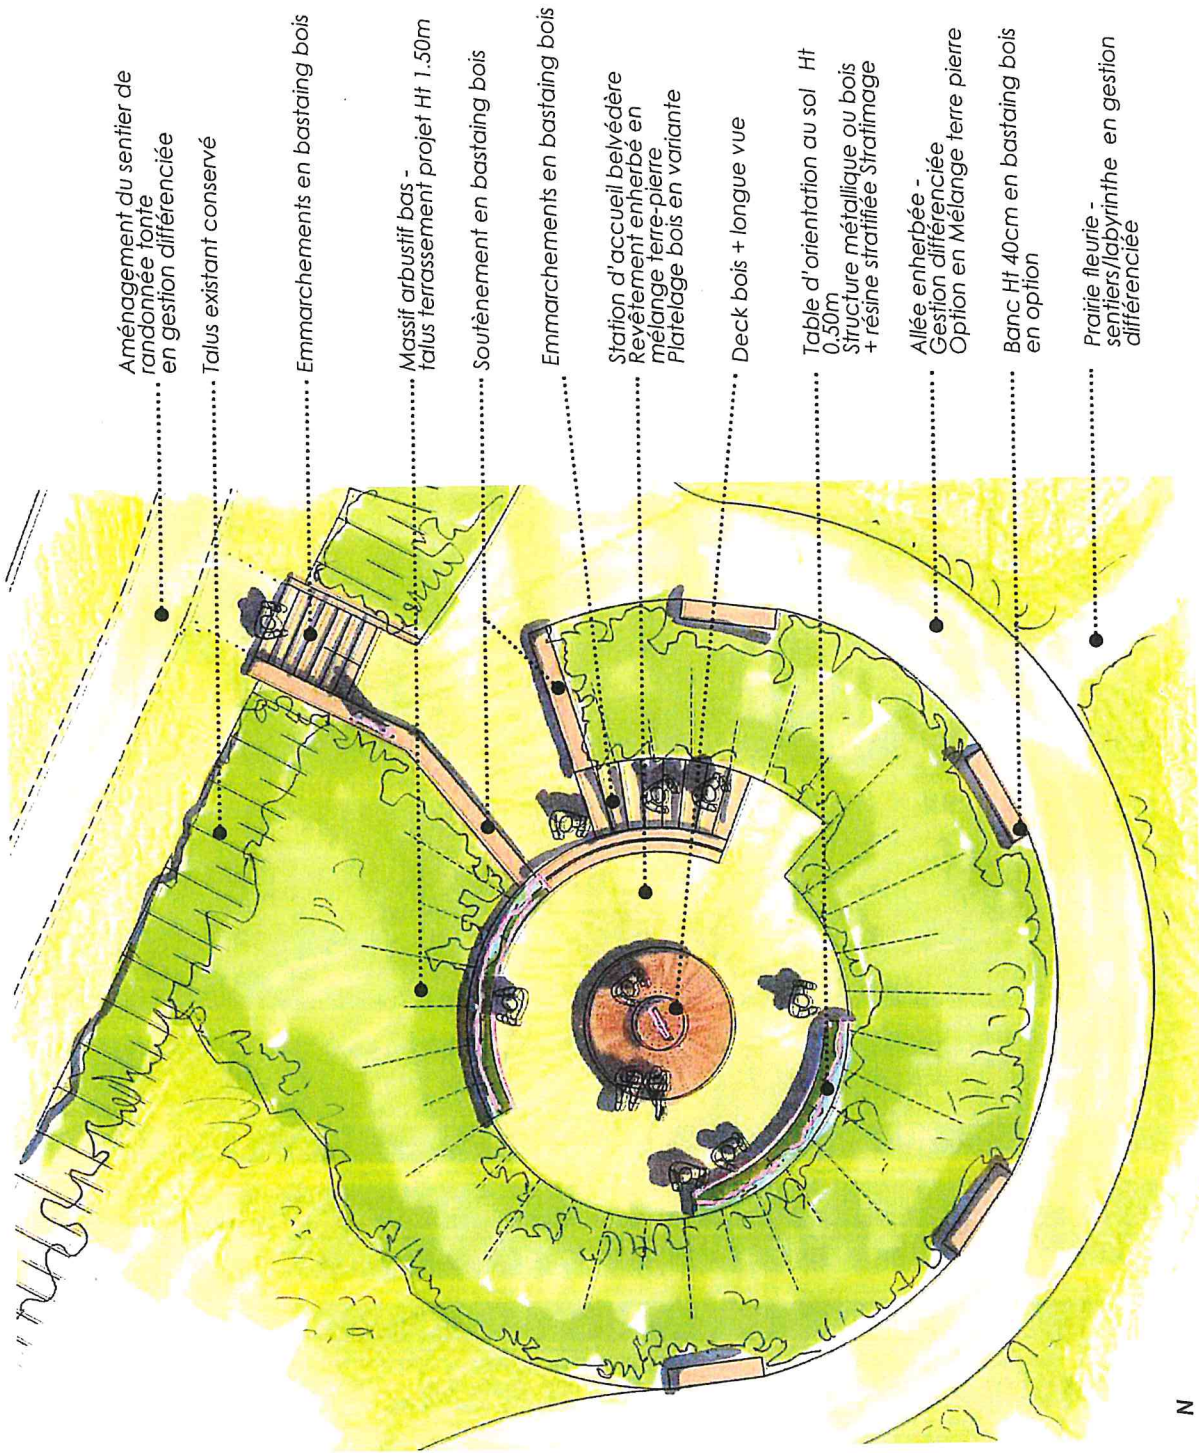 Aménagement du sentier de
randonnée tonte
en gestion différenciée
Talus existant conservé
Emmarchements en bastaing bois
Massif arbustif bas -
talus terrassement projet Ht 1.50m
Soutènement en bastaing bois
Emmarchements en bastaing bois
Station d'accueil belvédère
Revêtement enherbé en
mélange terre-pierre
Platelage bois en variante
Deck bois + longue vue
Table d'orientation au sol Ht
0.50m
Structure métallique ou bois
+ résine stratifiée Stratimage
Allée enherbée -
Gestion différenciée
Option en Mélange terre pierre
Banc Ht 40cm en bastaing bois
en option
Prairie fleurie -
sentiers/labyrinthe en gestion
différenciée
N